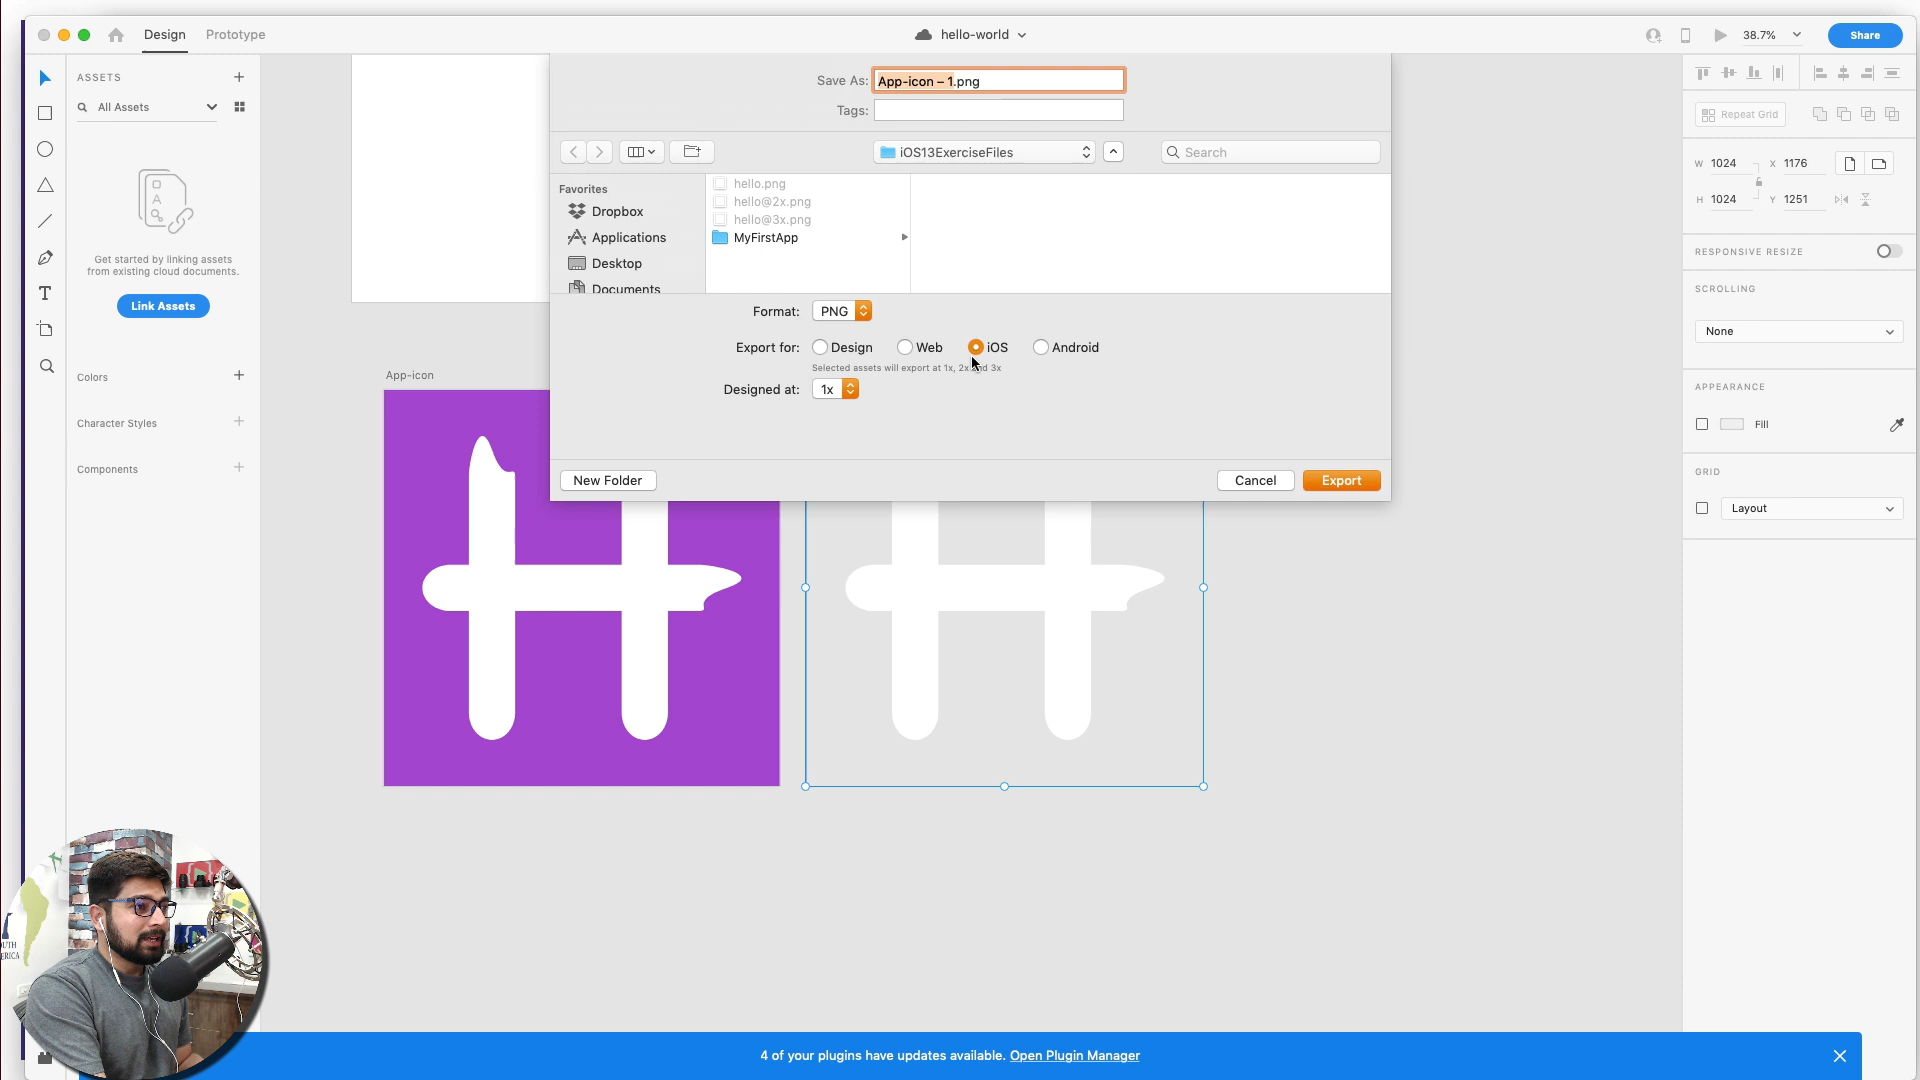 Design
Prototype
hello-world
38.7%
Share
ASSETS
All Assets
Get started by linking assets
from existing cloud documents.
Link Assets
Colors
Character Styles
Components
Save As:
App-icon – 1.png
Tags:
iOS13ExerciseFiles
Search
Favorites
Dropbox
Applications
Desktop
Documents
hello.png
hello@2x.png
hello@3x.png
MyFirstApp
Format:
PNG
Export for:
Design
Web
iOS
Android
Selected assets will export at 1x, 2x and 3x
Designed at:
1x
New Folder
Cancel
Export
App-icon
Repeat Grid
W 1024
X 1176
H 1024
Y 1251
RESPONSIVE RESIZE
SCROLLING
None
APPEARANCE
Fill
GRID
Layout
4 of your plugins have updates available. Open Plugin Manager